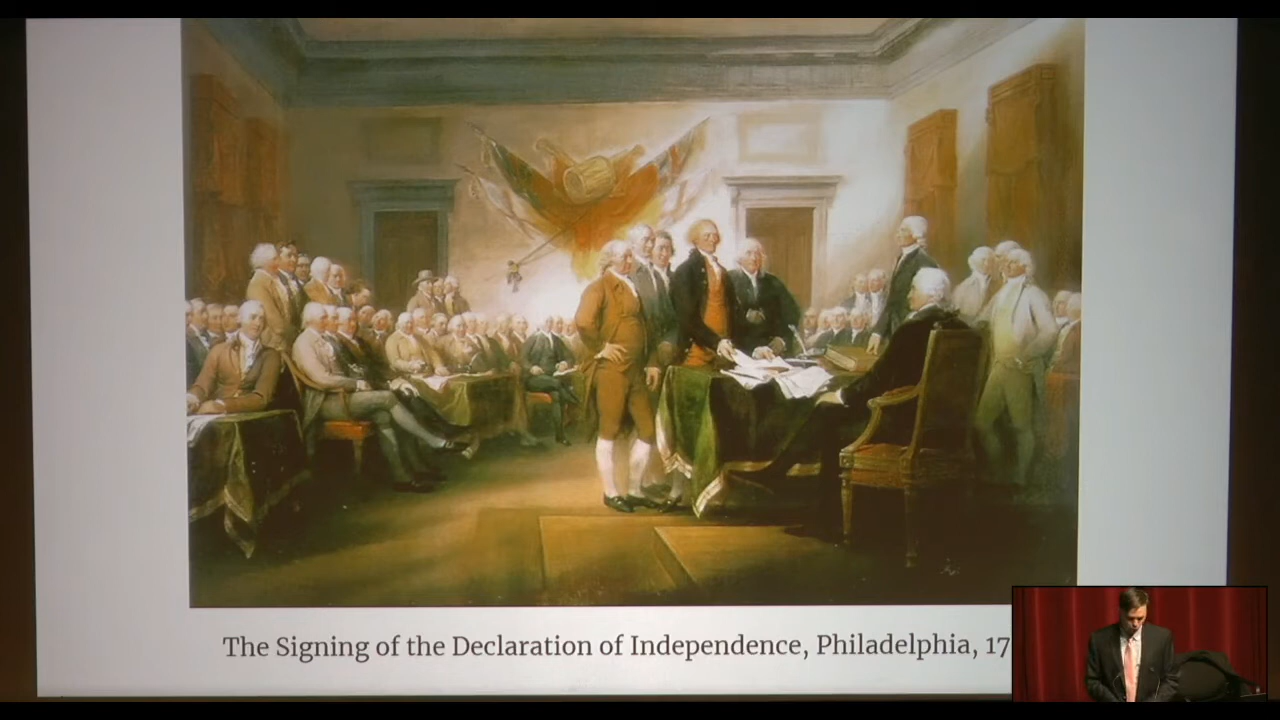 The Signing of the Declaration of Independence, Philadelphia, 17